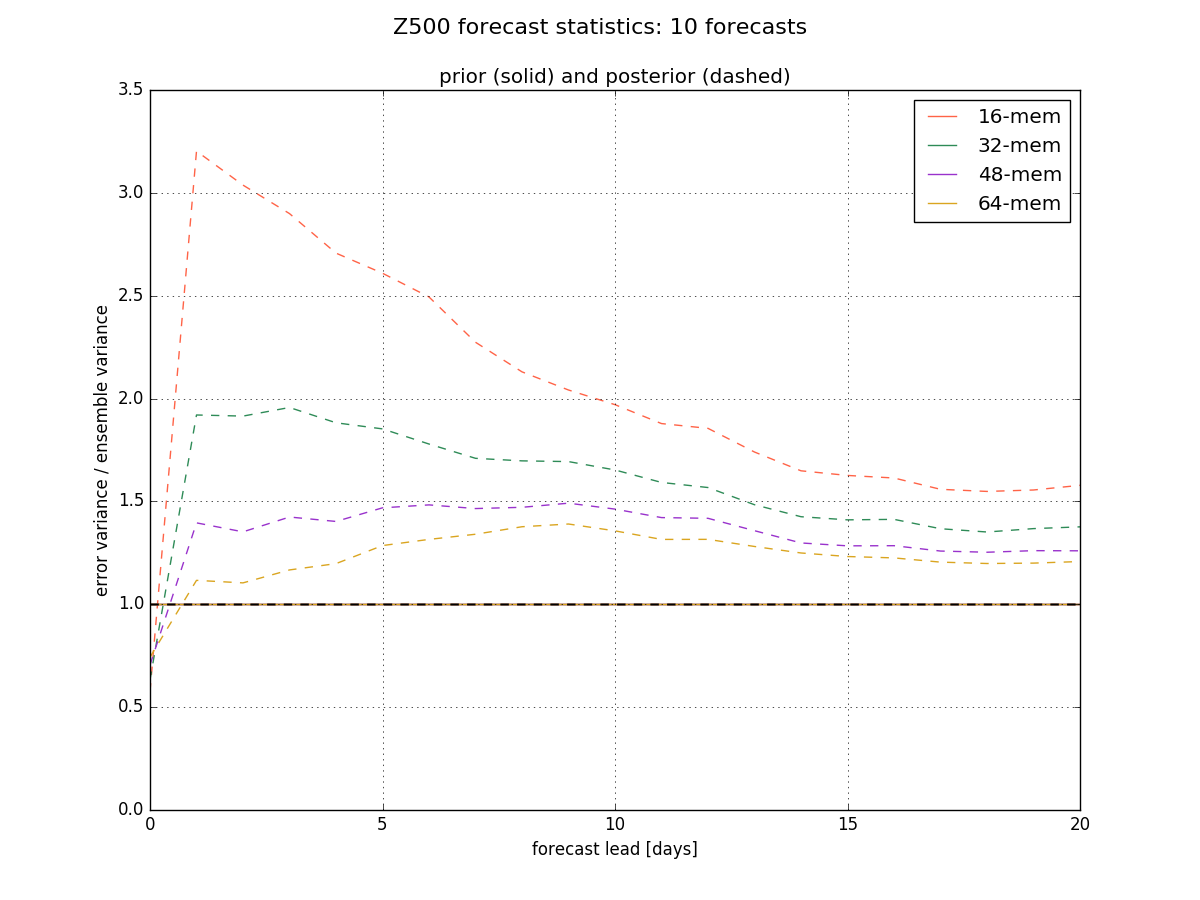 Z500 forecast statistics: 10 forecasts
prior (solid) and posterior (dashed)
3.5
3.0
2.5
2.0
1.5
1.0
0.5
0.0
error variance / ensemble variance
16-mem
32-mem
48-mem
64-mem
0 5 10 15 20
forecast lead [days]